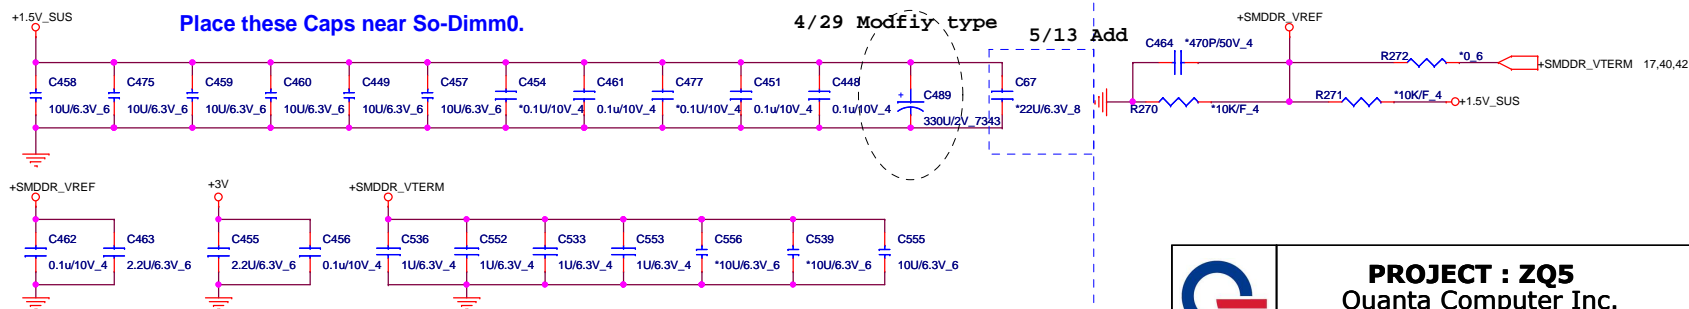 +1.5V_SUS
Place these Caps near So-Dimm0.
4/29 Modfiy type
5/13 Add
+SMDDR_VREF
C464 *470P/50V_4
R272 *0_6
+SMDDR_VTERM 17,40,42
R270 *10K/F_4
R271 *10K/F_4
+1.5V_SUS
C458 C475 C459 C460 C449 C457 C454 C461 C477 C451 C448 C489 C67
10U/6.3V_6 10U/6.3V_6 10U/6.3V_6 10U/6.3V_6 10U/6.3V_6 10U/6.3V_6 *0.1U/10V_4 0.1u/10V_4 *0.1U/10V_4 0.1u/10V_4 0.1u/10V_4 330U/2V_7343 *22U/6.3V_8
+
+SMDDR_VREF
+3V
+SMDDR_VTERM
C462 C463 C455 C456 C536 C552 C533 C553 C556 C539 C555
0.1u/10V_4 2.2U/6.3V_6 2.2U/6.3V_6 0.1u/10V_4 1U/6.3V_4 1U/6.3V_4 1U/6.3V_4 1U/6.3V_4 *10U/6.3V_6 *10U/6.3V_6 10U/6.3V_6
PROJECT : ZQ5
Quanta Computer Inc.